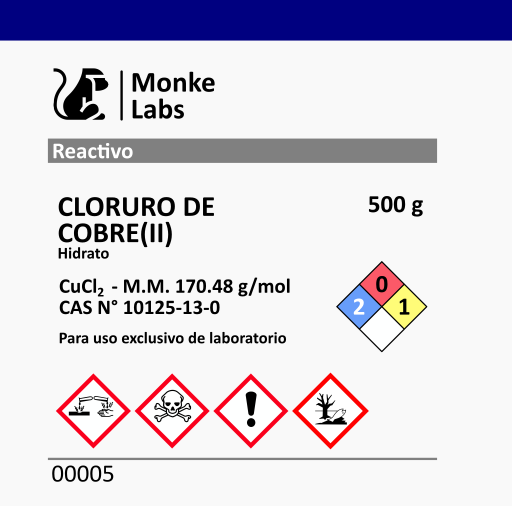 Monke
Labs
Reactivo
CLORURO DE
COBRE(II)
500 g
Hidrato
CuCl₂ - M.M. 170.48 g/mol
CAS N° 10125-13-0
Para uso exclusivo de laboratorio
0
2
1
00005